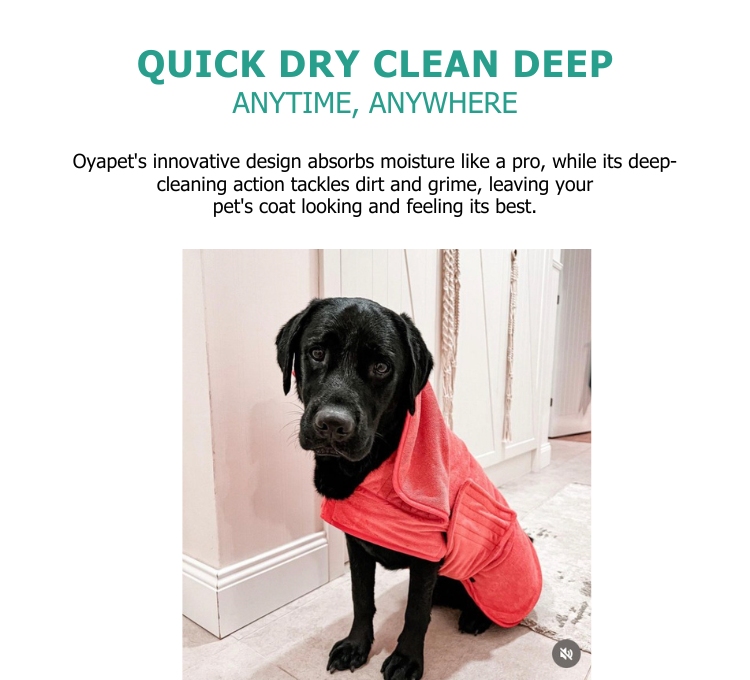 QUICK DRY CLEAN DEEP
ANYTIME, ANYWHERE
Oyapet's innovative design absorbs moisture like a pro, while its deep-
cleaning action tackles dirt and grime, leaving your
pet's coat looking and feeling its best.